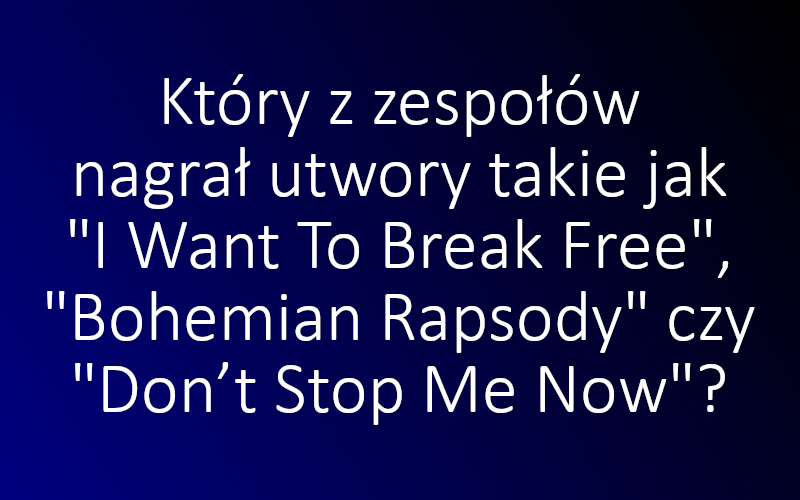 Który z zespołów
nagrał utwory takie jak
"I Want To Break Free",
"Bohemian Rapsody" czy
"Don’t Stop Me Now"?